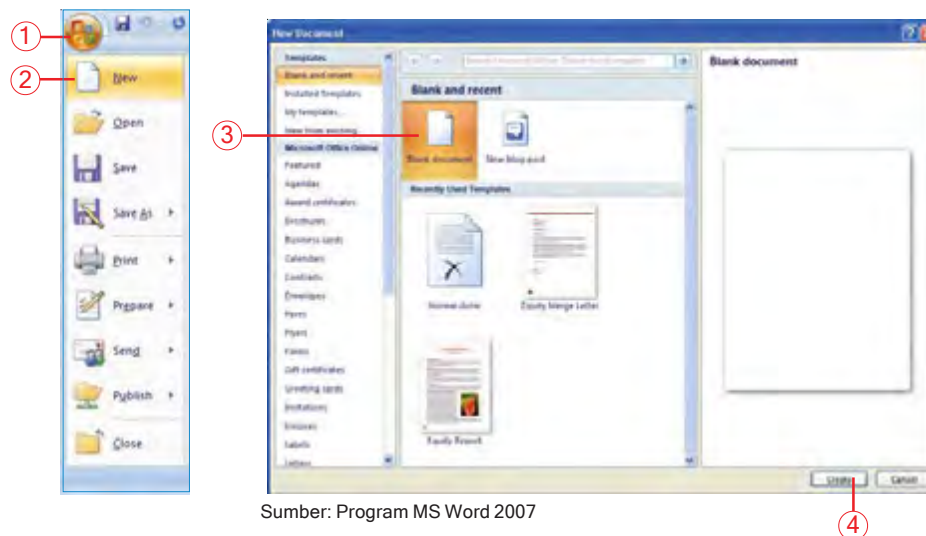 1
2
New
Open
Save
Save As
Print
Prepare
Send
Publish
Close
3
New Document
Templates
Blank and recent
Installed Templates
My templates...
New from existing...
Microsoft Office Online
Featured
Agendas
Award certificates
Brochures
Business cards
Calendars
Contracts
Envelopes
Faxes
Flyers
Forms
Gift certificates
Greeting cards
Invitations
Invoices
Labels
Letters
Blank and recent
Blank document
New blog post
Recently Used Templates
Equity Merge Letter
Equity Report
Blank document
Create
Cancel
4
Sumber: Program MS Word 2007